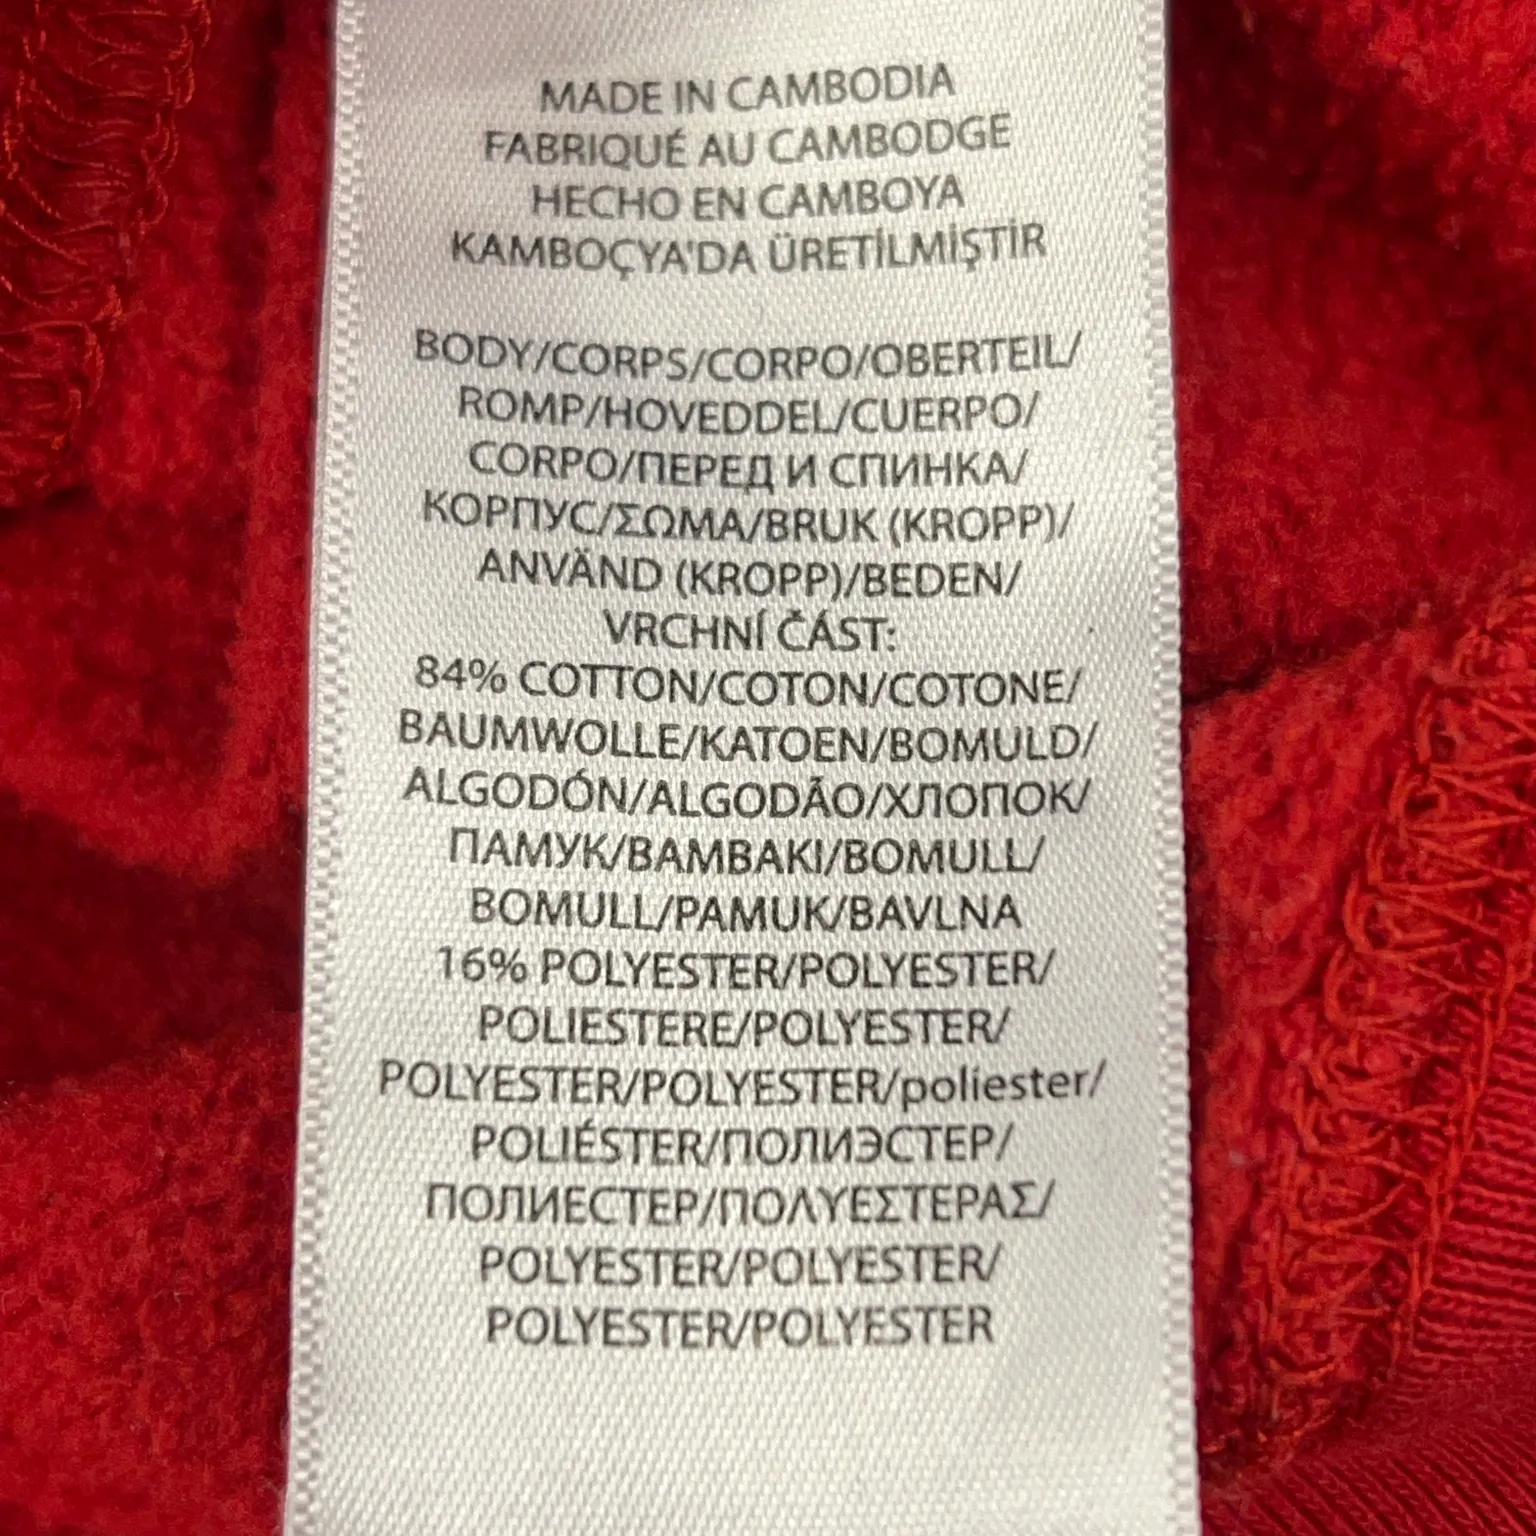 MADE IN CAMBODIA
FABRIQUÉ AU CAMBODGE
HECHO EN CAMBOYA
KAMBOÇYA'DA ÜRETİLMİŞTİR
BODY/CORPS/CORPO/OBERTEIL/
ROMP/HOVEDDEL/CUERPO/
CORPO/ПЕРЕД И СПИНКА/
КОРПУС/ΣΩΜΑ/BRUK (KROPP)/
ANVÄND (KROPP)/BEDEN/
VRCHNÍ ČÁST:
84% COTTON/COTON/COTONE/
BAUMWOLLE/KATOEN/BOMULD/
ALGODÓN/ALGODÃO/ХЛОПОК/
ПАМУК/ΒΑΜΒΑΚΙ/BOMULL/
BOMULL/PAMUK/BAVLNA
16% POLYESTER/POLYESTER/
POLIESTERE/POLYESTER/
POLYESTER/POLYESTER/poliester/
POLIÉSTER/ПОЛИЭСТЕР/
ПОЛИЕСТЕР/ΠΟΛΥΕΣΤΕΡΑΣ/
POLYESTER/POLYESTER/
POLYESTER/POLYESTER